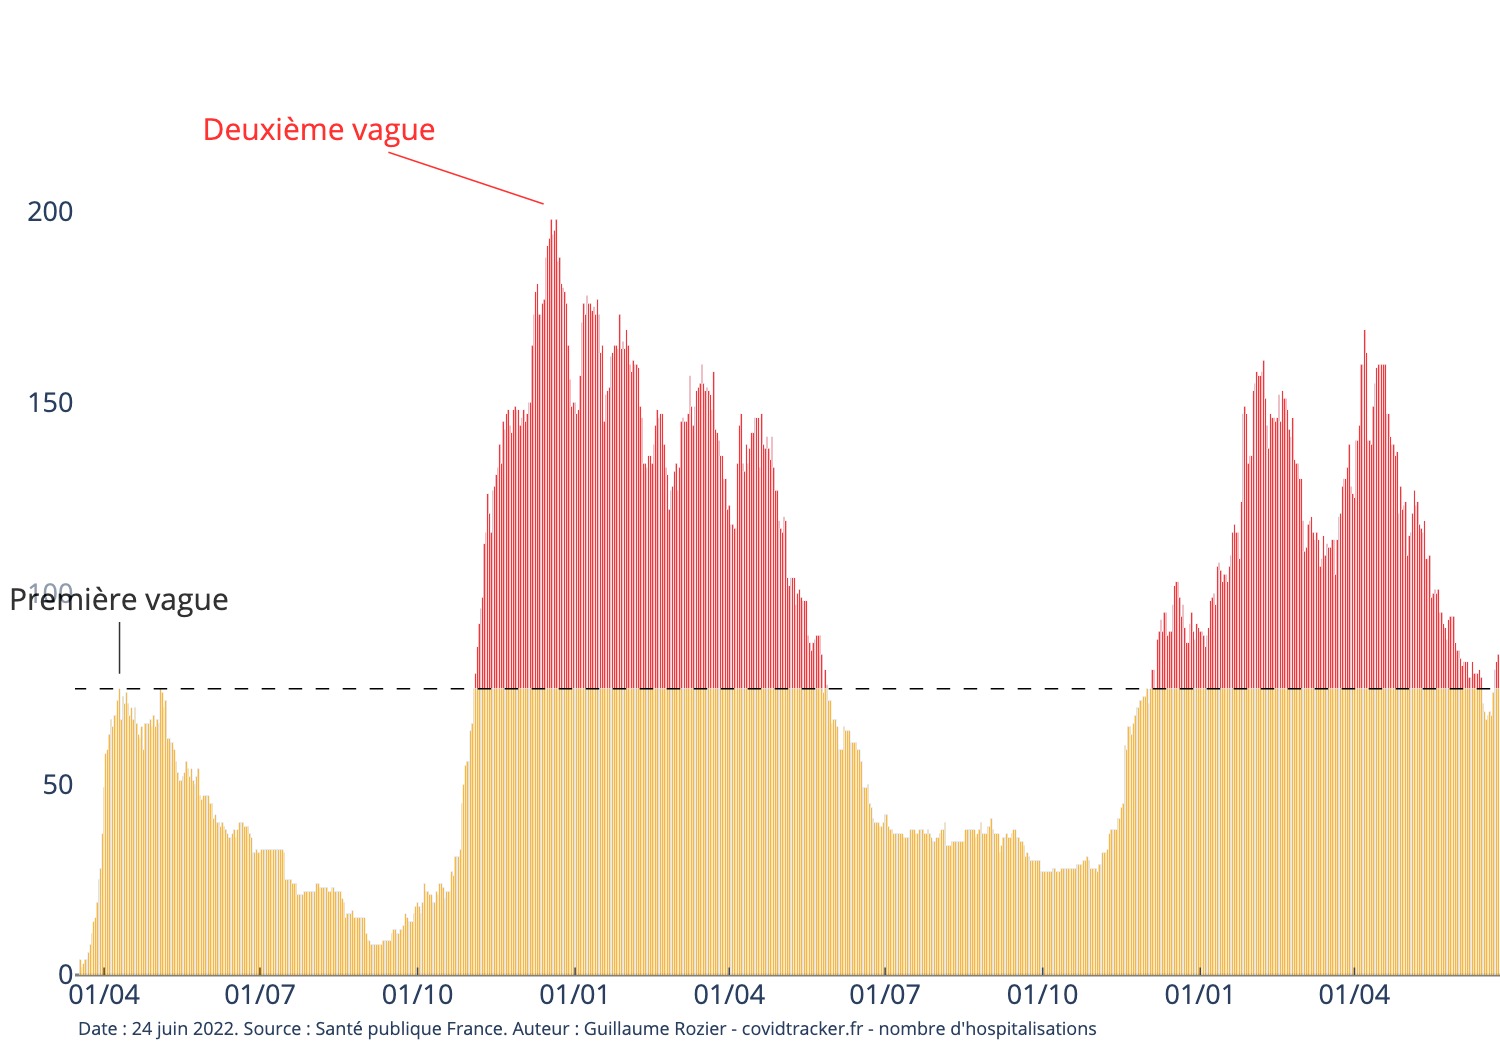 Deuxième vague
200
150
100
Première vague
50
0
01/04 01/07 01/10 01/01 01/04 01/07 01/10 01/01 01/04
Date : 24 juin 2022. Source : Santé publique France. Auteur : Guillaume Rozier - covidtracker.fr - nombre d'hospitalisations